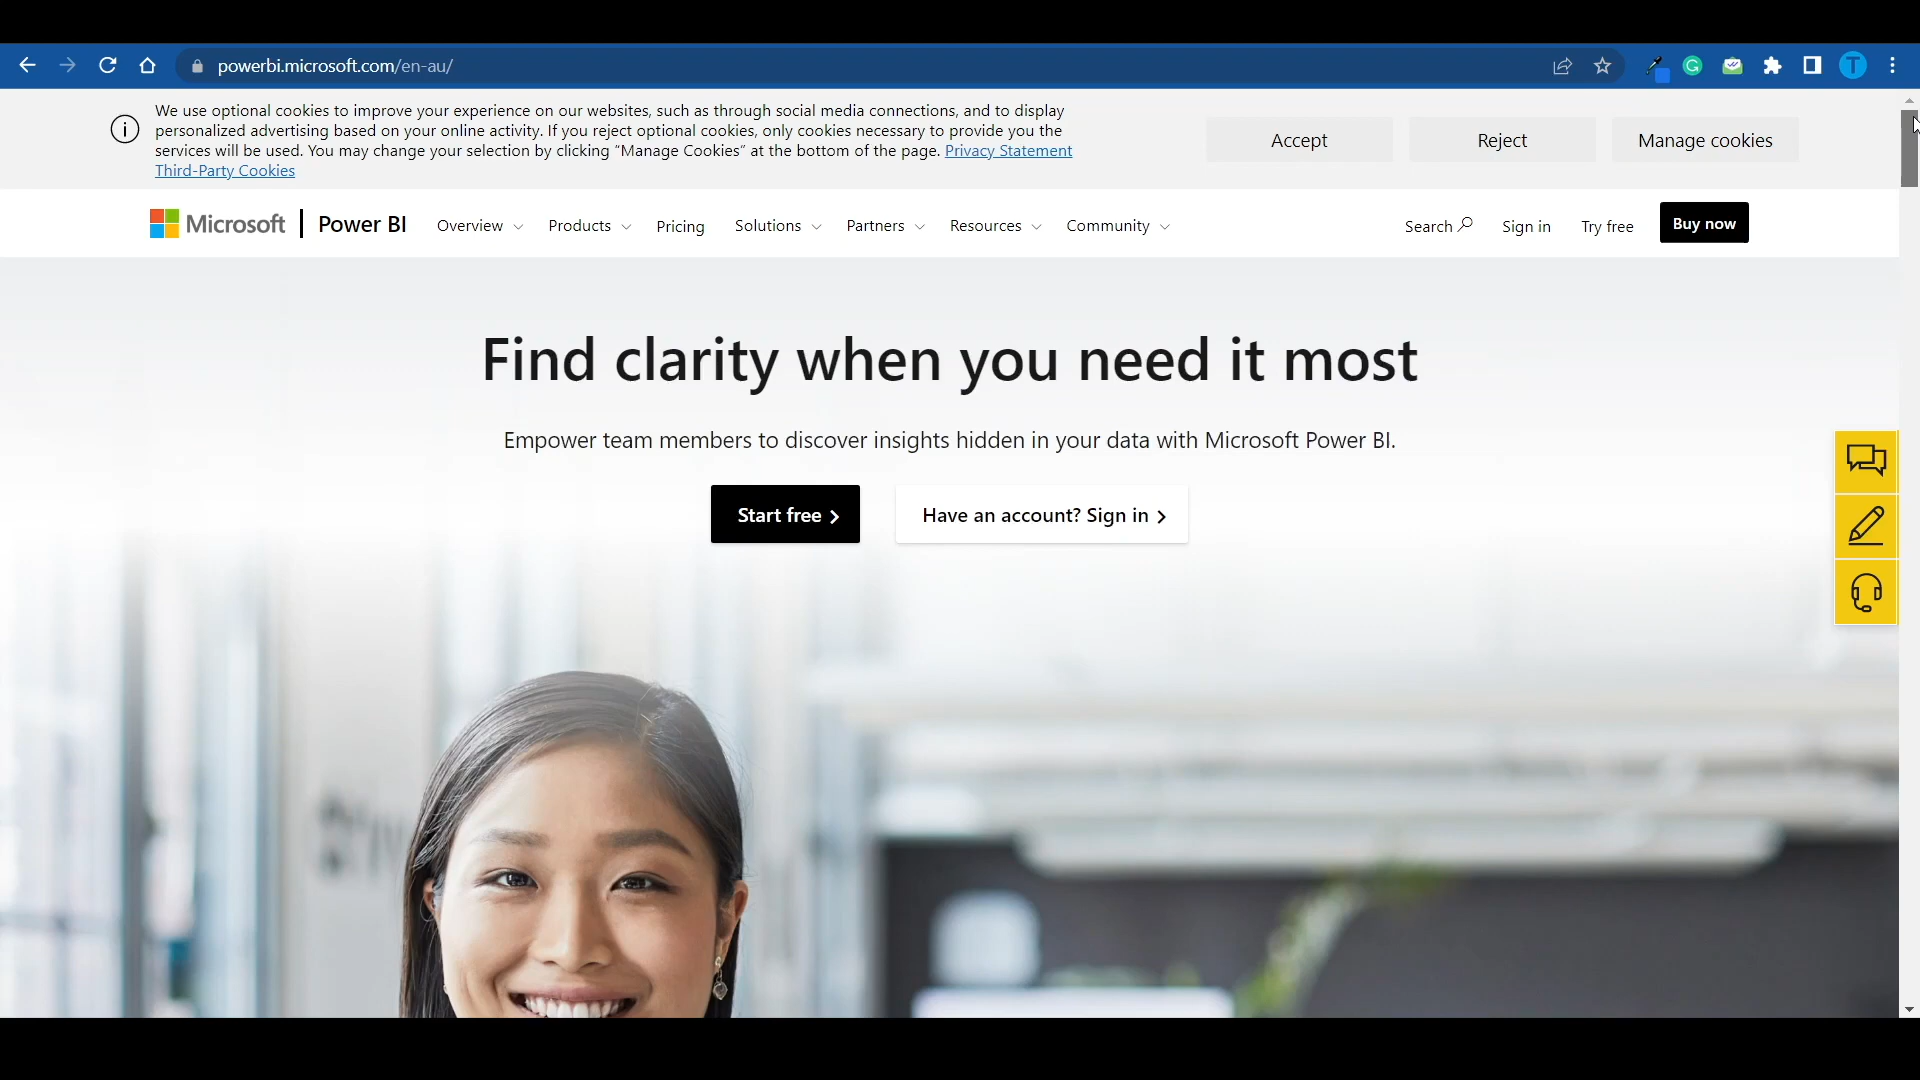 powerbi.microsoft.com/en-au/
T
We use optional cookies to improve your experience on our websites, such as through social media connections, and to display
personalized advertising based on your online activity. If you reject optional cookies, only cookies necessary to provide you the
services will be used. You may change your selection by clicking "Manage Cookies" at the bottom of the page. Privacy Statement
Third-Party Cookies
Accept
Reject
Manage cookies
Microsoft
Power BI
Overview
Products
Pricing
Solutions
Partners
Resources
Community
Search
Sign in
Try free
Buy now
Find clarity when you need it most
Empower team members to discover insights hidden in your data with Microsoft Power BI.
Start free
Have an account? Sign in